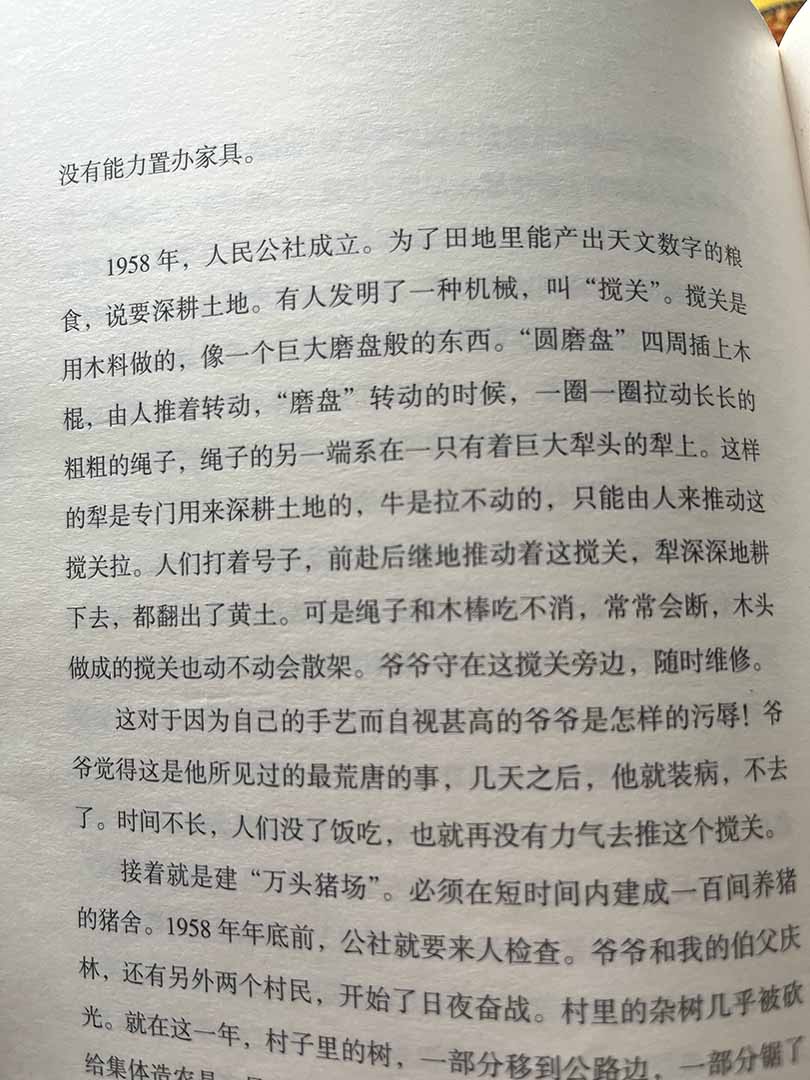 没有能力置办家具。
1958 年，人民公社成立。为了田地里能产出天文数字的粮
食，说要深耕土地。有人发明了一种机械，叫“搅关”。搅关是
用木料做的，像一个巨大磨盘般的东西。“圆磨盘”四周插上木
棍，由人推着转动，“磨盘”转动的时候，一圈一圈拉动长长的
粗粗的绳子，绳子的另一端系在一只有着巨大犁头的犁上。这样
的犁是专门用来深耕土地的，牛是拉不动的，只能由人来推动这
搅关拉。人们打着号子，前赴后继地推动着这搅关，犁深深地耕
下去，都翻出了黄土。可是绳子和木棒吃不消，常常会断，木头
做成的搅关也动不动会散架。爷爷守在这搅关旁边，随时维修。
这对于因为自己的手艺而自视甚高的爷爷是怎样的污辱！爷
爷觉得这是他所见过的最荒唐的事，几天之后，他就装病，不去
了。时间不长，人们没了饭吃，也就再没有力气去推这个搅关。
接着就是建“万头猪场”。必须在短时间内建成一百间养猪
的猪舍。1958 年年底前，公社就要来人检查。爷爷和我的伯父庆
林，还有另外两个村民，开始了日夜奋战。村里的杂树几乎被砍
光。就在这一年，村子里的树，一部分移到公路边，一部分锯了
给集体造农具